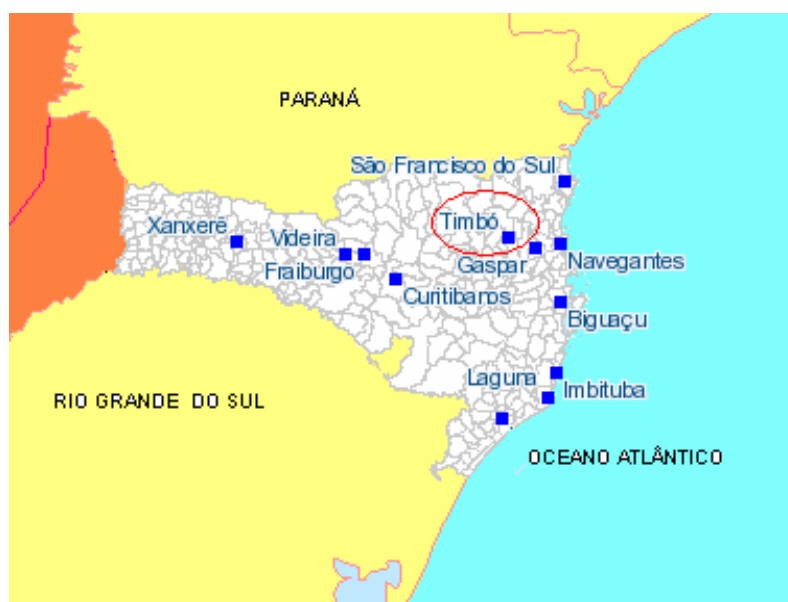 PARANÁ
São Francisco do Sul
Timbó
Xanxerê
Videira
Gaspar
Navegantes
Fraiburgo
Curitibanos
Biguaçu
Laguna
Imbituba
RIO GRANDE DO SUL
OCEANO ATLÂNTICO